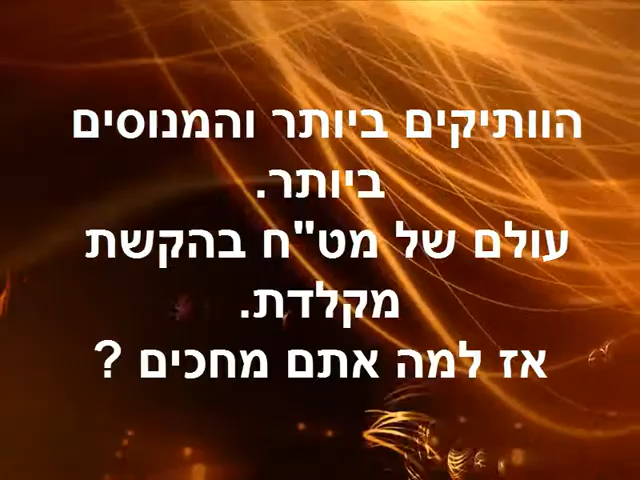 הוותיקים ביותר והמנוסים
ביותר.
עולם של מט"ח בהקשת
מקלדת.
אז למה אתם מחכים ?